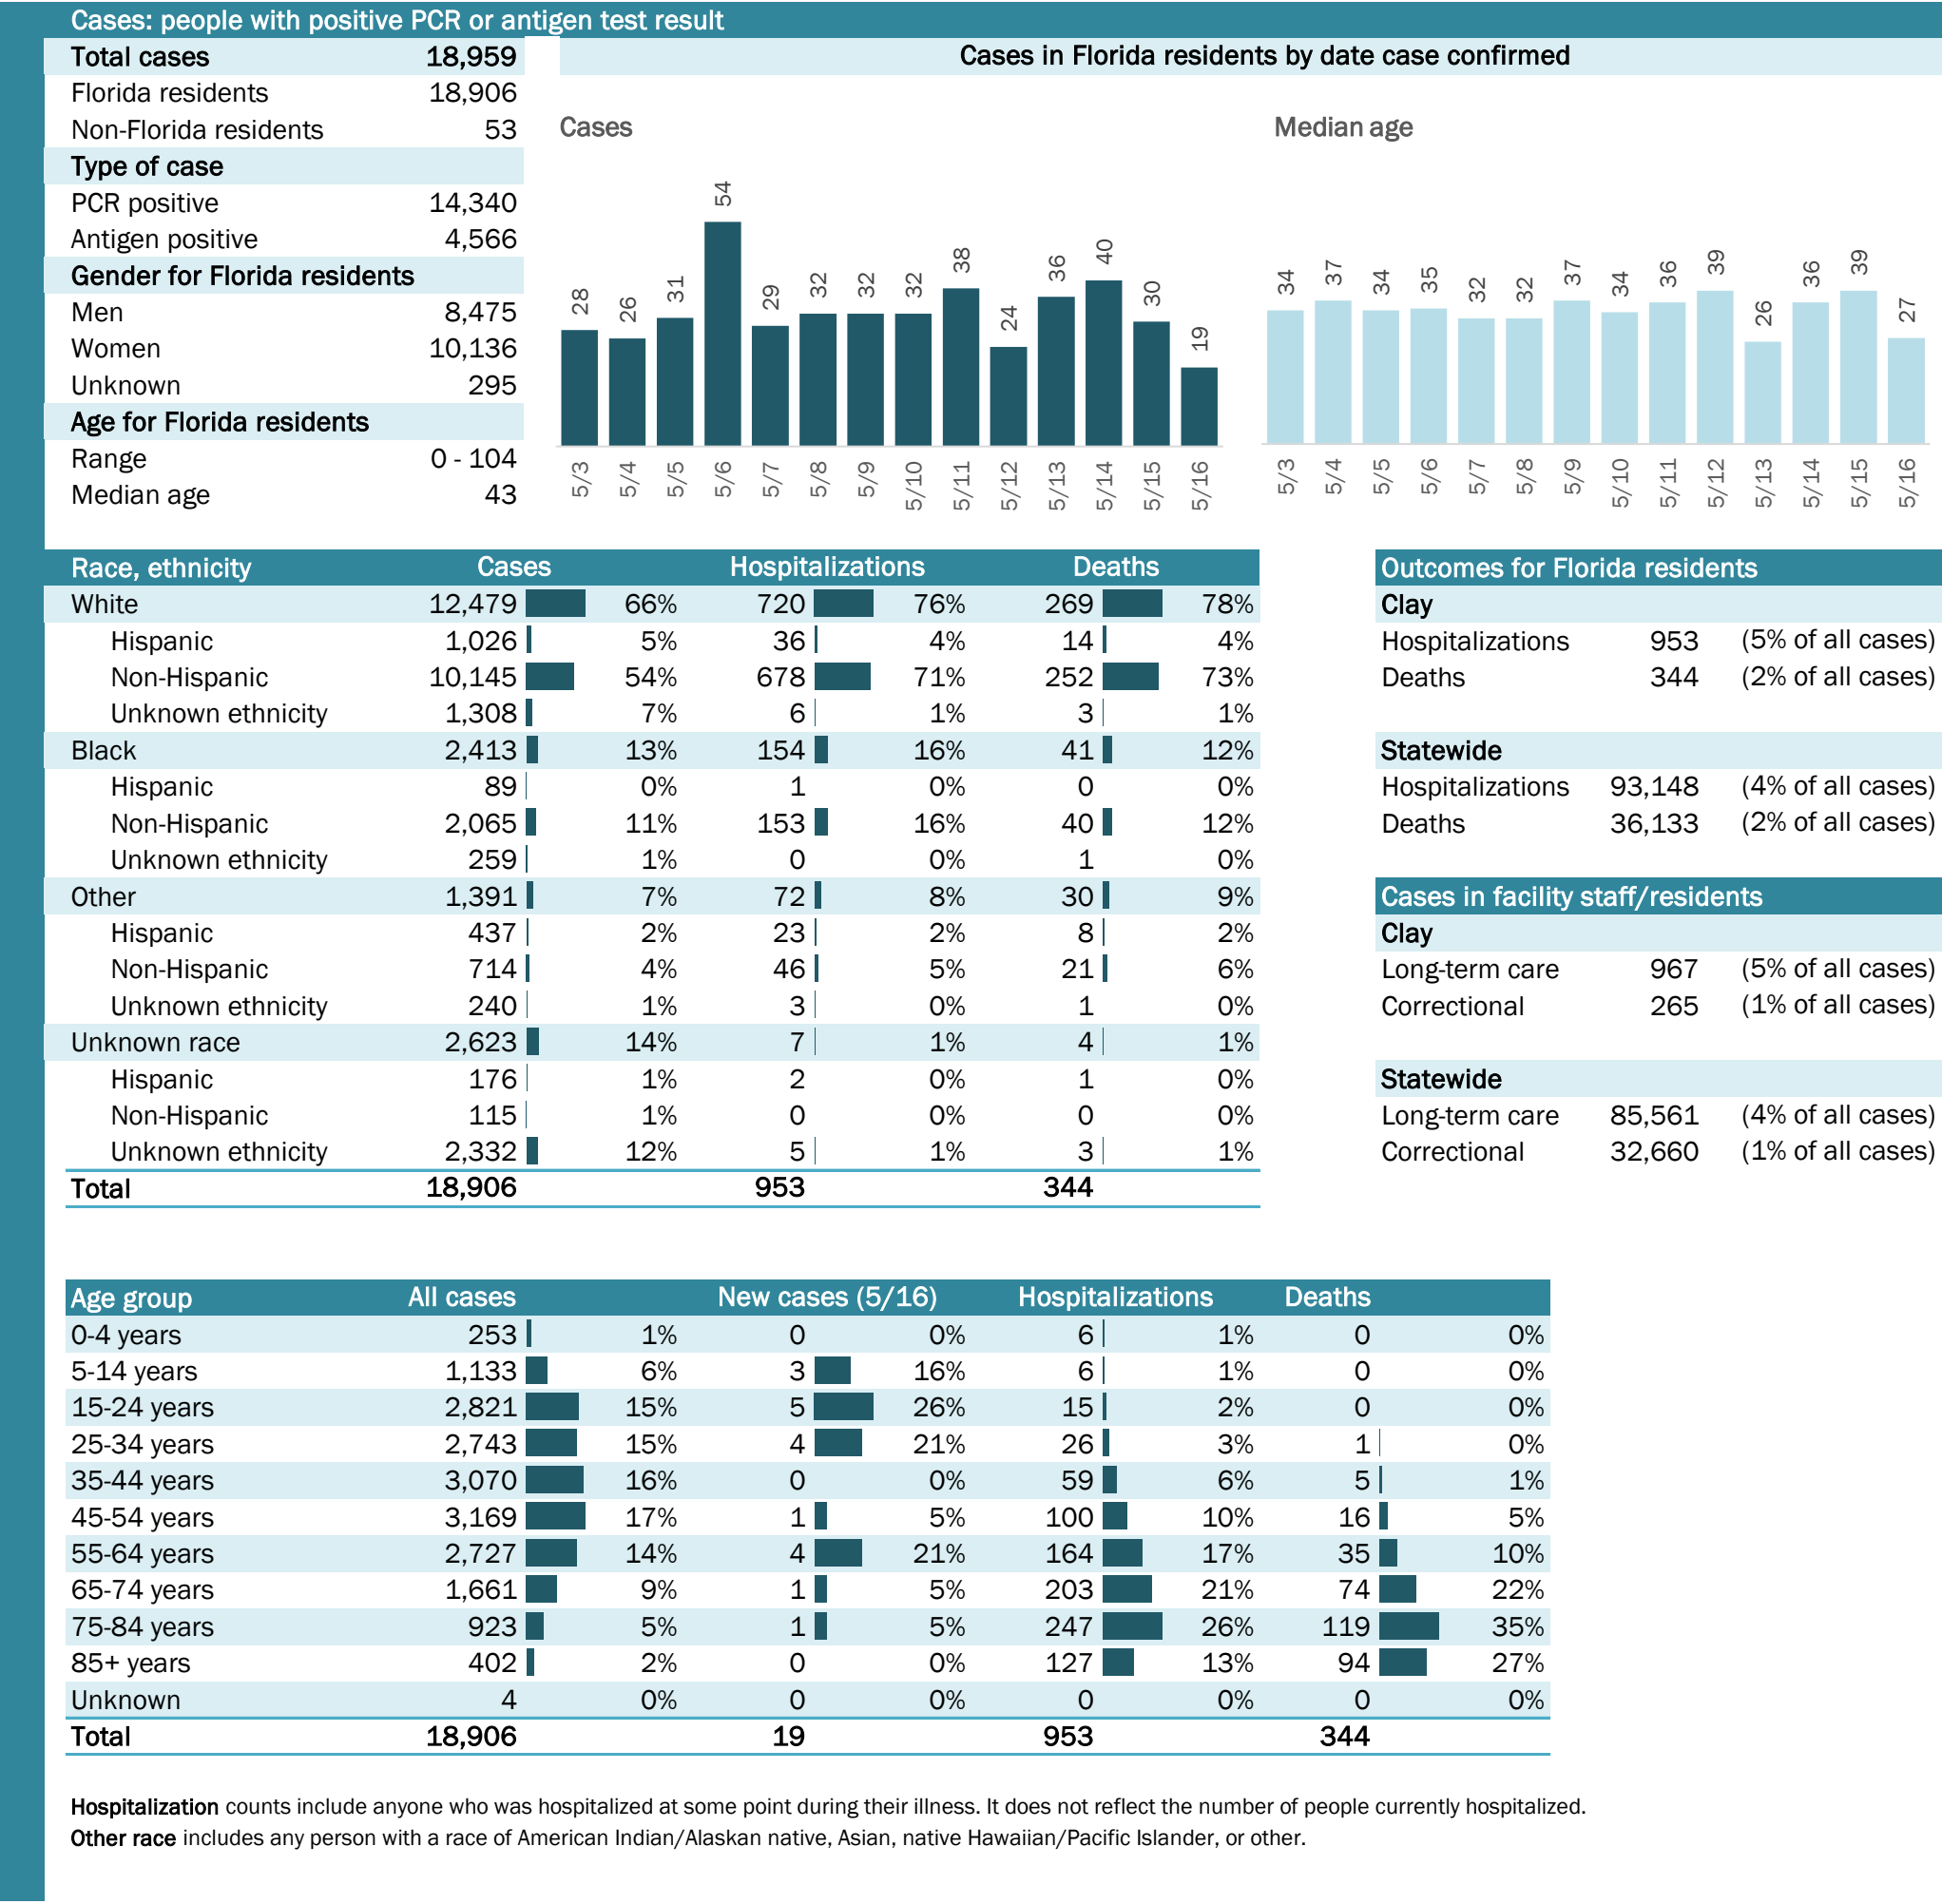 Cases: people with positive PCR or antigen test result
Total cases 18,959
Florida residents 18,906
Non-Florida residents 53
Type of case
PCR positive 14,340
Antigen positive 4,566
Gender for Florida residents
Men 8,475
Women 10,136
Unknown 295
Age for Florida residents
Range 0 - 104
Median age 43
Cases in Florida residents by date case confirmed
Cases
28 26 31 54 29 32 32 32 38 24 36 40 30 19
5/3 5/4 5/5 5/6 5/7 5/8 5/9 5/10 5/11 5/12 5/13 5/14 5/15 5/16
Median age
34 37 34 35 32 32 37 34 36 39 26 36 39 27
5/3 5/4 5/5 5/6 5/7 5/8 5/9 5/10 5/11 5/12 5/13 5/14 5/15 5/16
Race, ethnicity Cases Hospitalizations Deaths
White 12,479 66% 720 76% 269 78%
Hispanic 1,026 5% 36 4% 14 4%
Non-Hispanic 10,145 54% 678 71% 252 73%
Unknown ethnicity 1,308 7% 6 1% 3 1%
Black 2,413 13% 154 16% 41 12%
Hispanic 89 0% 1 0% 0 0%
Non-Hispanic 2,065 11% 153 16% 40 12%
Unknown ethnicity 259 1% 0 0% 1 0%
Other 1,391 7% 72 8% 30 9%
Hispanic 437 2% 23 2% 8 2%
Non-Hispanic 714 4% 46 5% 21 6%
Unknown ethnicity 240 1% 3 0% 1 0%
Unknown race 2,623 14% 7 1% 4 1%
Hispanic 176 1% 2 0% 1 0%
Non-Hispanic 115 1% 0 0% 0 0%
Unknown ethnicity 2,332 12% 5 1% 3 1%
Total 18,906 953 344
Outcomes for Florida residents
Clay
Hospitalizations 953 (5% of all cases)
Deaths 344 (2% of all cases)
Statewide
Hospitalizations 93,148 (4% of all cases)
Deaths 36,133 (2% of all cases)
Cases in facility staff/residents
Clay
Long-term care 967 (5% of all cases)
Correctional 265 (1% of all cases)
Statewide
Long-term care 85,561 (4% of all cases)
Correctional 32,660 (1% of all cases)
Age group All cases New cases (5/16) Hospitalizations Deaths
0-4 years 253 1% 0 0% 6 1% 0 0%
5-14 years 1,133 6% 3 16% 6 1% 0 0%
15-24 years 2,821 15% 5 26% 15 2% 0 0%
25-34 years 2,743 15% 4 21% 26 3% 1 0%
35-44 years 3,070 16% 0 0% 59 6% 5 1%
45-54 years 3,169 17% 1 5% 100 10% 16 5%
55-64 years 2,727 14% 4 21% 164 17% 35 10%
65-74 years 1,661 9% 1 5% 203 21% 74 22%
75-84 years 923 5% 1 5% 247 26% 119 35%
85+ years 402 2% 0 0% 127 13% 94 27%
Unknown 4 0% 0 0% 0 0% 0 0%
Total 18,906 19 953 344
Hospitalization counts include anyone who was hospitalized at some point during their illness. It does not reflect the number of people currently hospitalized.
Other race includes any person with a race of American Indian/Alaskan native, Asian, native Hawaiian/Pacific Islander, or other.